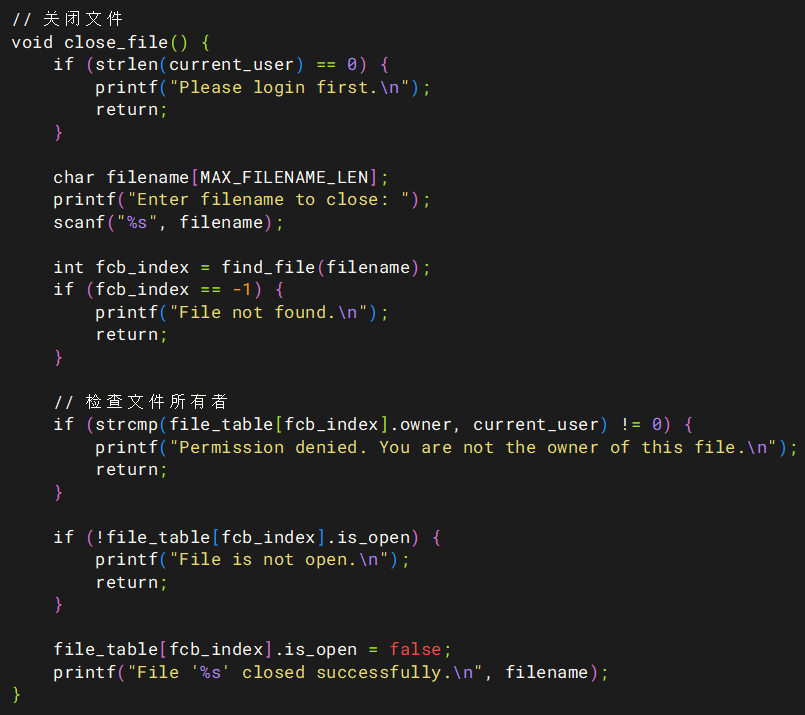 // 关闭文件
void close_file() {
    if (strlen(current_user) == 0) {
        printf("Please login first.\n");
        return;
    }

    char filename[MAX_FILENAME_LEN];
    printf("Enter filename to close: ");
    scanf("%s", filename);

    int fcb_index = find_file(filename);
    if (fcb_index == -1) {
        printf("File not found.\n");
        return;
    }

    // 检查文件所有者
    if (strcmp(file_table[fcb_index].owner, current_user) != 0) {
        printf("Permission denied. You are not the owner of this file.\n");
        return;
    }

    if (!file_table[fcb_index].is_open) {
        printf("File is not open.\n");
        return;
    }

    file_table[fcb_index].is_open = false;
    printf("File '%s' closed successfully.\n", filename);
}